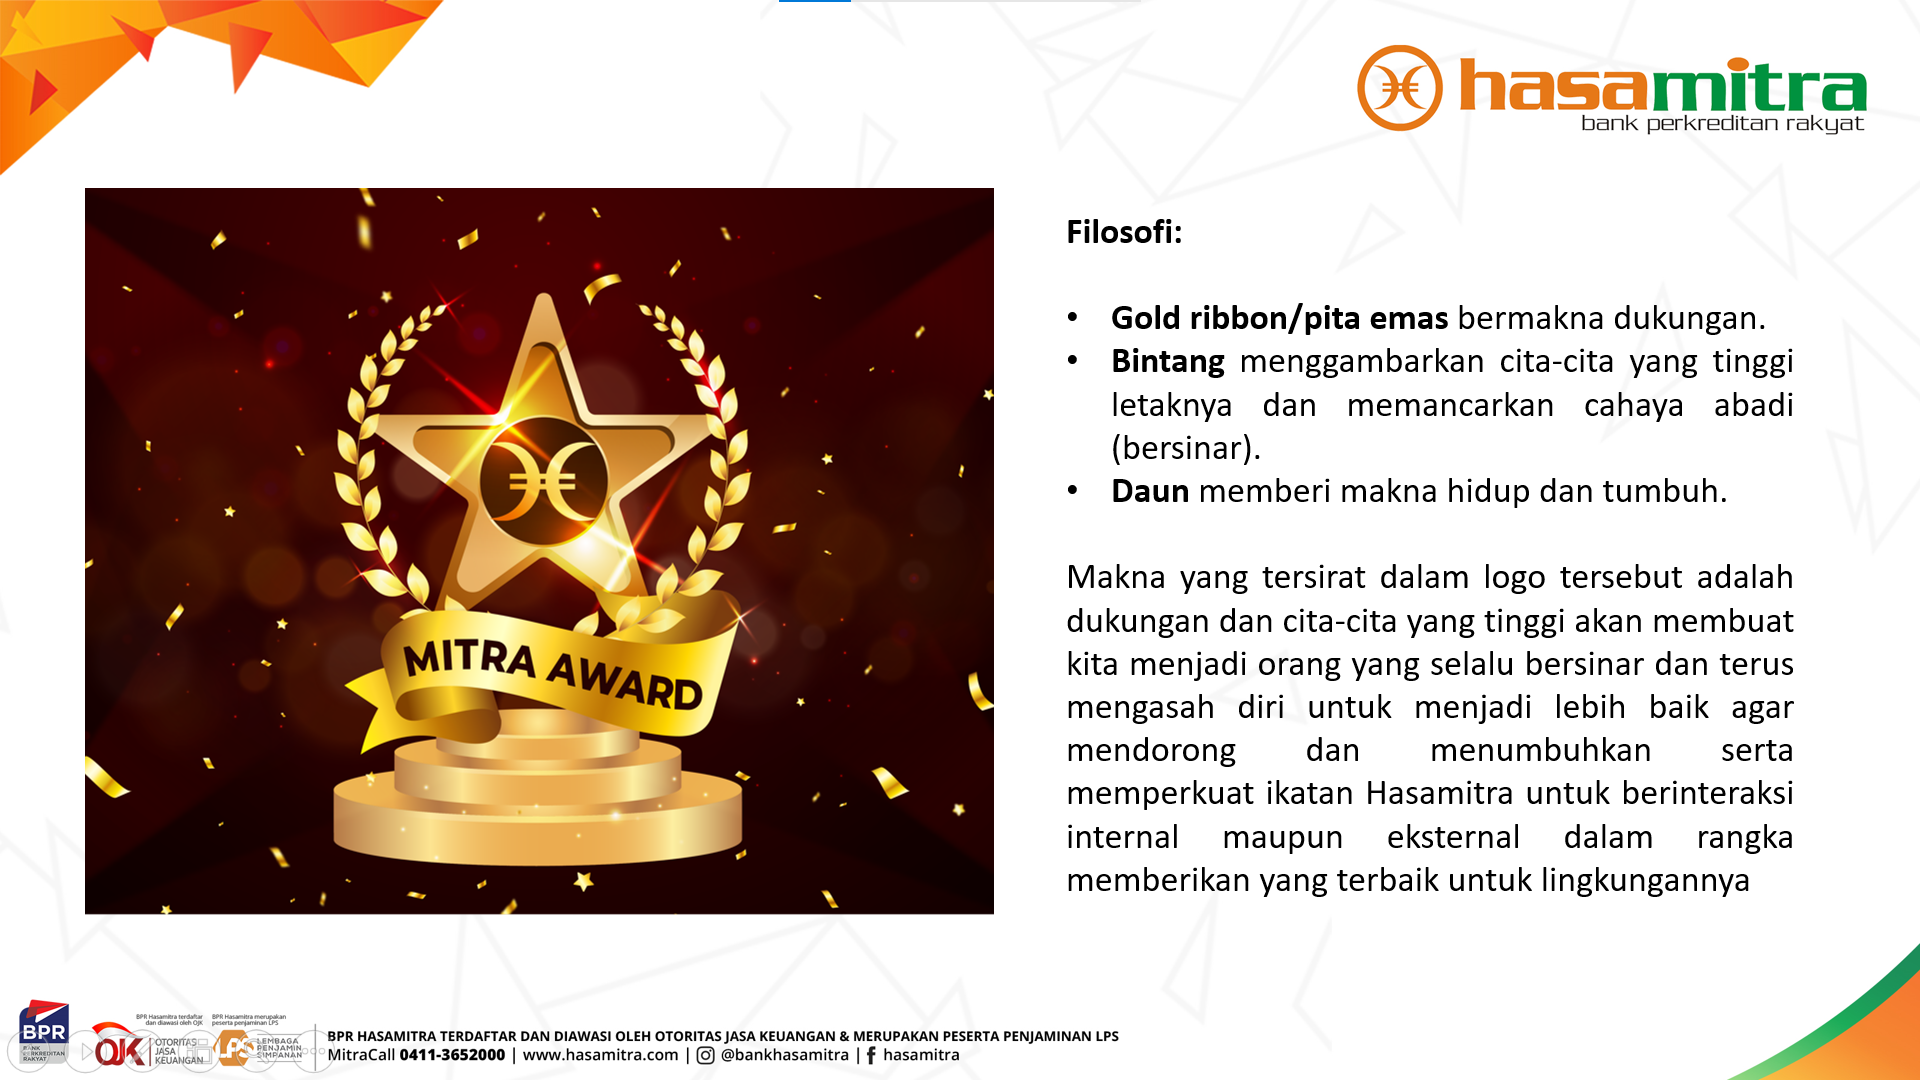 hasamitra
bank perkreditan rakyat
MITRA AWARD
Filosofi:
• Gold ribbon/pita emas bermakna dukungan.
• Bintang menggambarkan cita-cita yang tinggi
letaknya dan memancarkan cahaya abadi
(bersinar).
• Daun memberi makna hidup dan tumbuh.
Makna yang tersirat dalam logo tersebut adalah
dukungan dan cita-cita yang tinggi akan membuat
kita menjadi orang yang selalu bersinar dan terus
mengasah diri untuk menjadi lebih baik agar
mendorong dan menumbuhkan serta
memperkuat ikatan Hasamitra untuk berinteraksi
internal maupun eksternal dalam rangka
memberikan yang terbaik untuk lingkungannya
BPR
BANK
PERKREDITAN
RAKYAT
BPR Hasamitra terdaftar
dan diawasi oleh OJK
OJK
OTORITAS
JASA
KEUANGAN
BPR Hasamitra merupakan
peserta penjaminan LPS
LPS
LEMBAGA
PENJAMIN
SIMPANAN
BPR HASAMITRA TERDAFTAR DAN DIAWASI OLEH OTORITAS JASA KEUANGAN & MERUPAKAN PESERTA PENJAMINAN LPS
MitraCall 0411-3652000 | www.hasamitra.com | @bankhasamitra | hasamitra